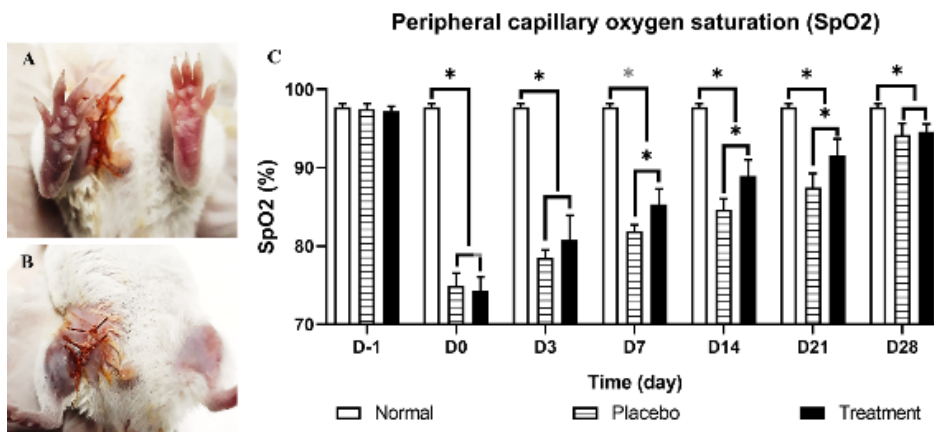 Peripheral capillary oxygen saturation (SpO2)
A
B
C
SpO2 (%)
100
90
80
70
* * * * * *
* * *
D-1 D0 D3 D7 D14 D21 D28
Time (day)
Normal Placebo Treatment